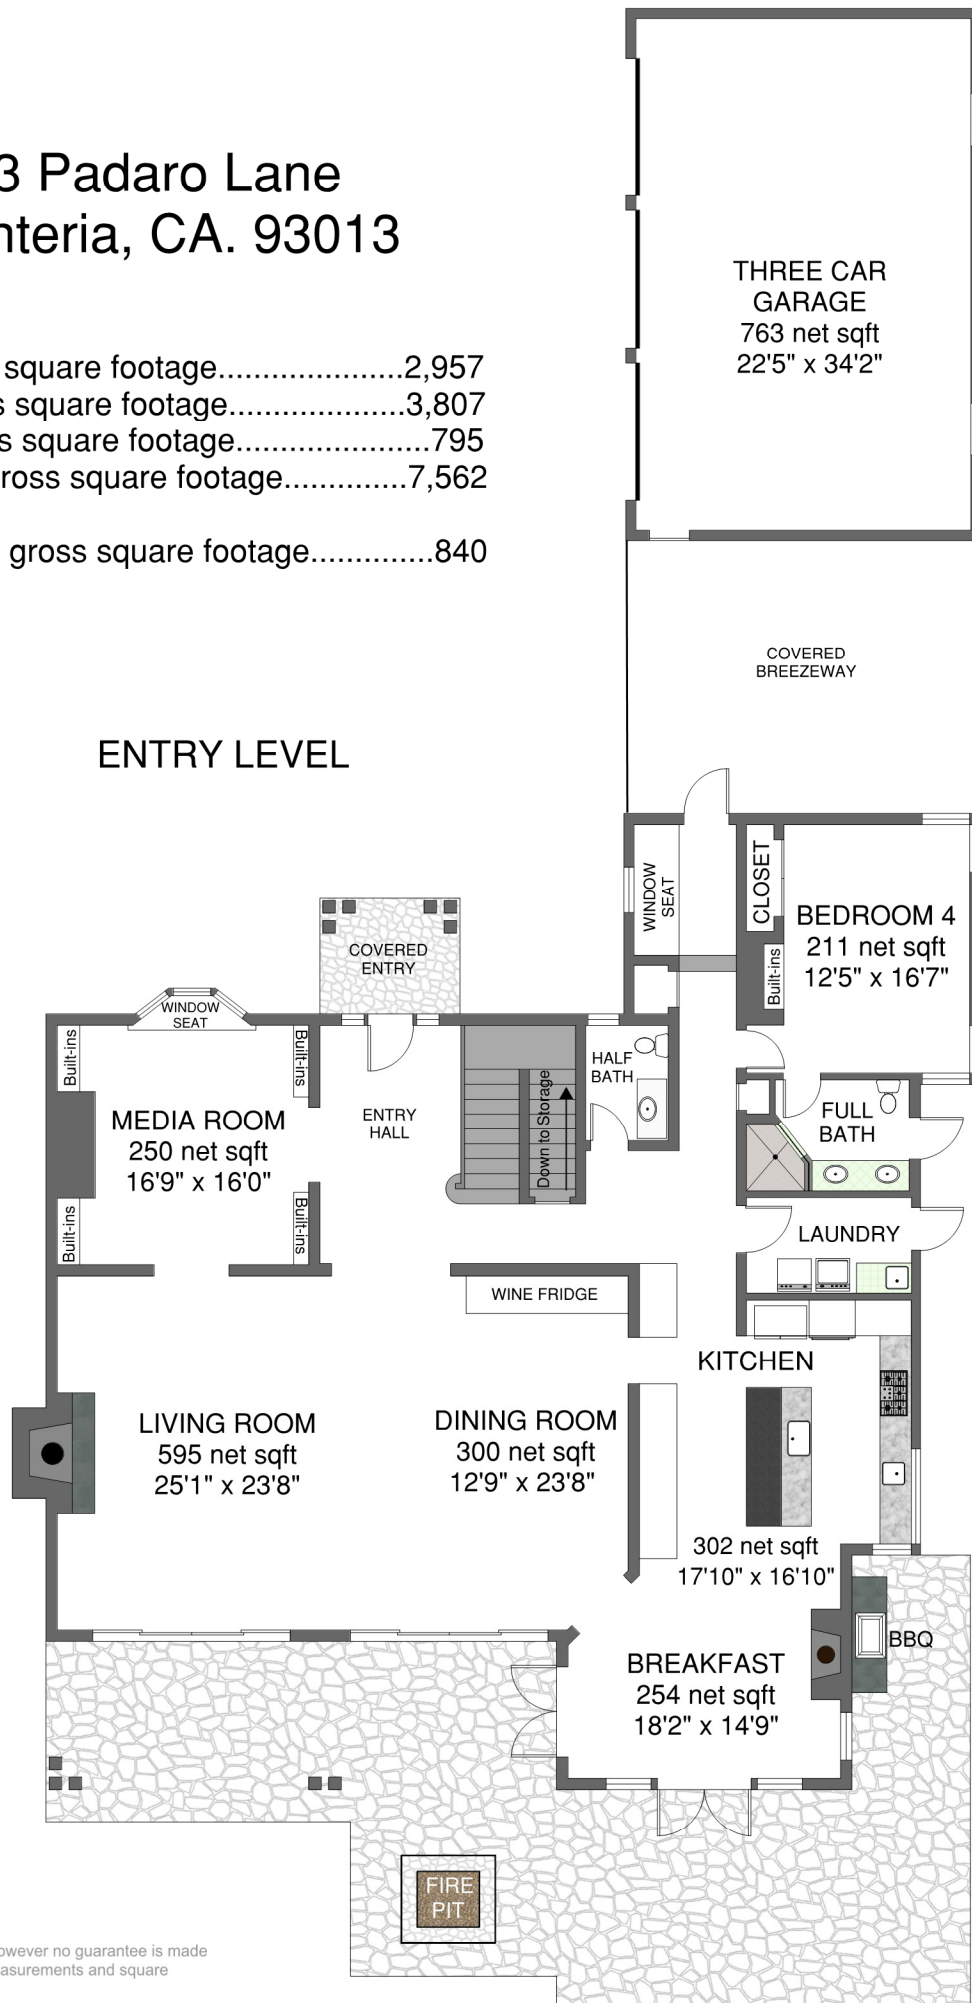 3 Padaro Lane
nteria, CA. 93013
square footage....................2,957
s square footage...................3,807
s square footage.....................795
ross square footage.............7,562
gross square footage.............840
ENTRY LEVEL
THREE CAR
GARAGE
763 net sqft
22'5" x 34'2"
COVERED
BREEZEWAY
WINDOW
SEAT
CLOSET
BEDROOM 4
211 net sqft
12'5" x 16'7"
Built-ins
COVERED
ENTRY
WINDOW
SEAT
Built-ins
Built-ins
MEDIA ROOM
250 net sqft
16'9" x 16'0"
Built-ins
Built-ins
ENTRY
HALL
Down to Storage
HALF
BATH
FULL
BATH
LAUNDRY
WINE FRIDGE
KITCHEN
302 net sqft
17'10" x 16'10"
LIVING ROOM
595 net sqft
25'1" x 23'8"
DINING ROOM
300 net sqft
12'9" x 23'8"
BREAKFAST
254 net sqft
18'2" x 14'9"
BBQ
FIRE
PIT
owever no guarantee is made
asurements and square